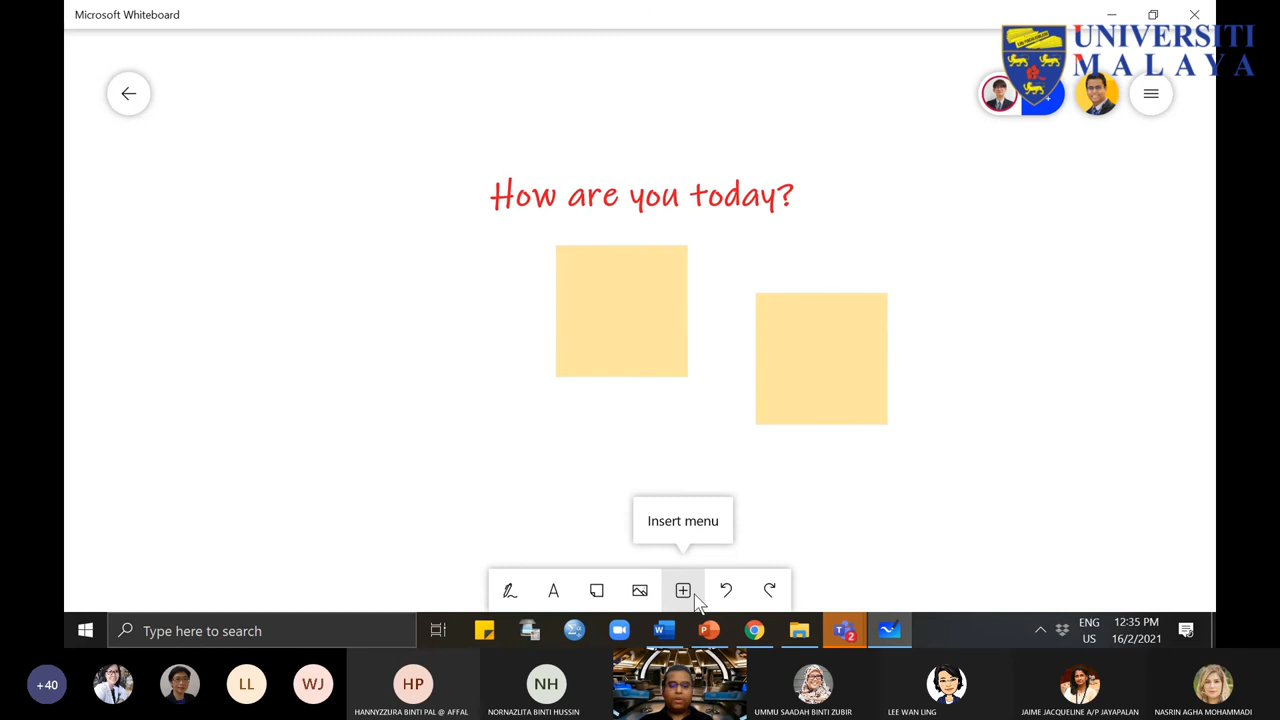 Microsoft Whiteboard
UNIVERSITI
MALAYA
How are you today?
Insert menu
Type here to search
2
ENG
US
12:35 PM
16/2/2021
+40
LL
WJ
HP
HANNYZZURA BINTI PAL @ AFFAL
NH
NORNAZLITA BINTI HUSSIN
UMMU SAADAH BINTI ZUBIR
LEE WAN LING
JAIME JACQUELINE A/P JAYAPALAN
NASRIN AGHA MOHAMMADI